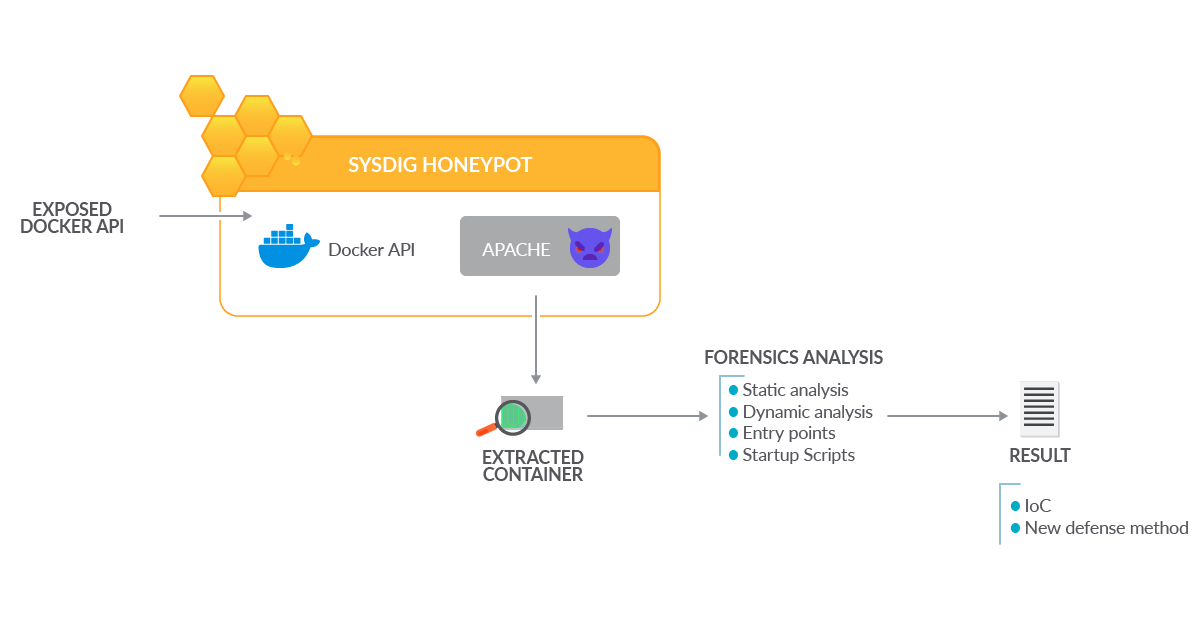 SYSDIG HONEYPOT
EXPOSED
DOCKER API
Docker API
APACHE
FORENSICS ANALYSIS
Static analysis
Dynamic analysis
Entry points
Startup Scripts
EXTRACTED
CONTAINER
RESULT
IoC
New defense method